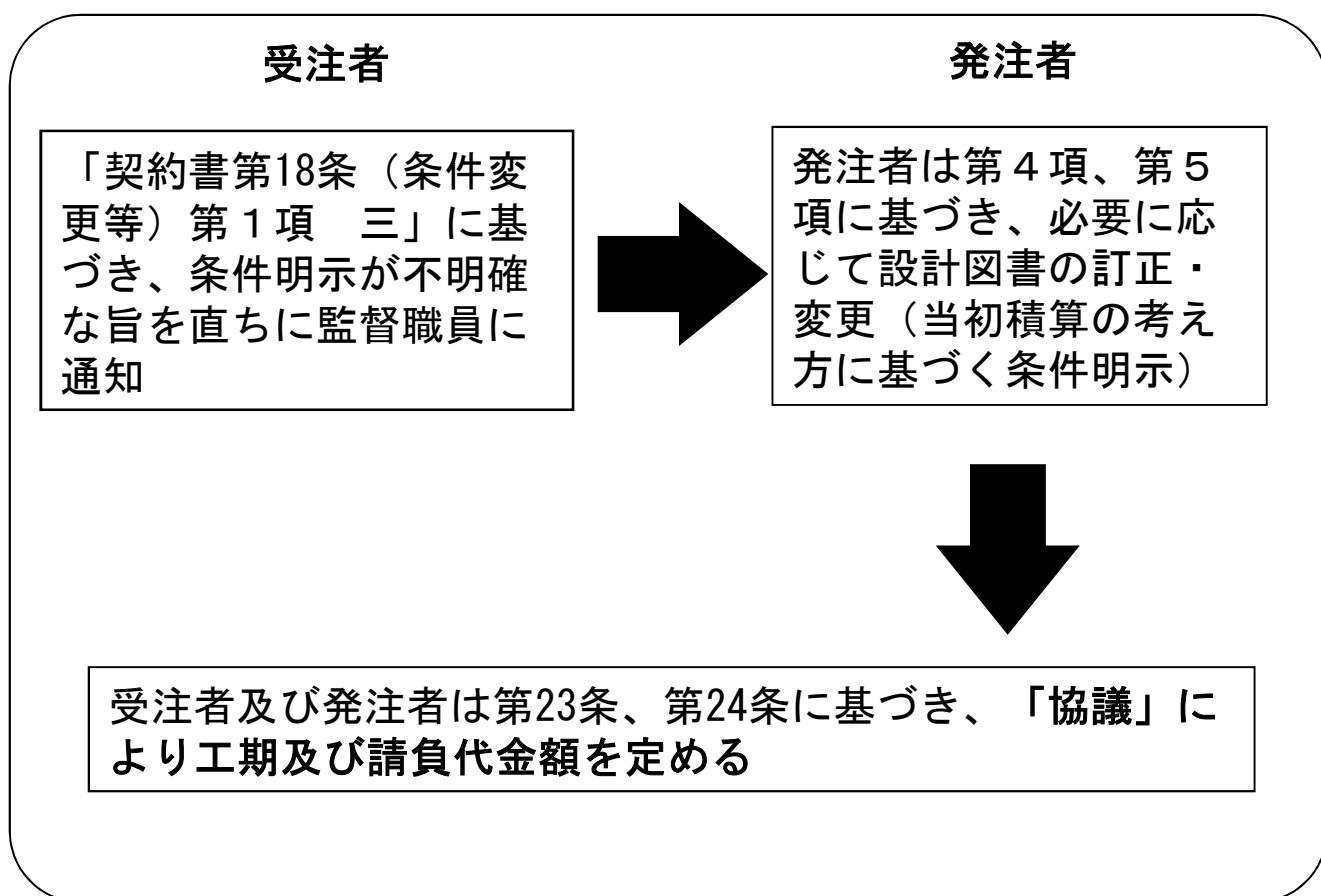 受注者
発注者
「契約書第18条（条件変
更等）第１項　三」に基
づき、条件明示が不明確
な旨を直ちに監督職員に
通知
発注者は第４項、第５
項に基づき、必要に応
じて設計図書の訂正・
変更（当初積算の考え
方に基づく条件明示）
受注者及び発注者は第23条、第24条に基づき、「協議」に
より工期及び請負代金額を定める